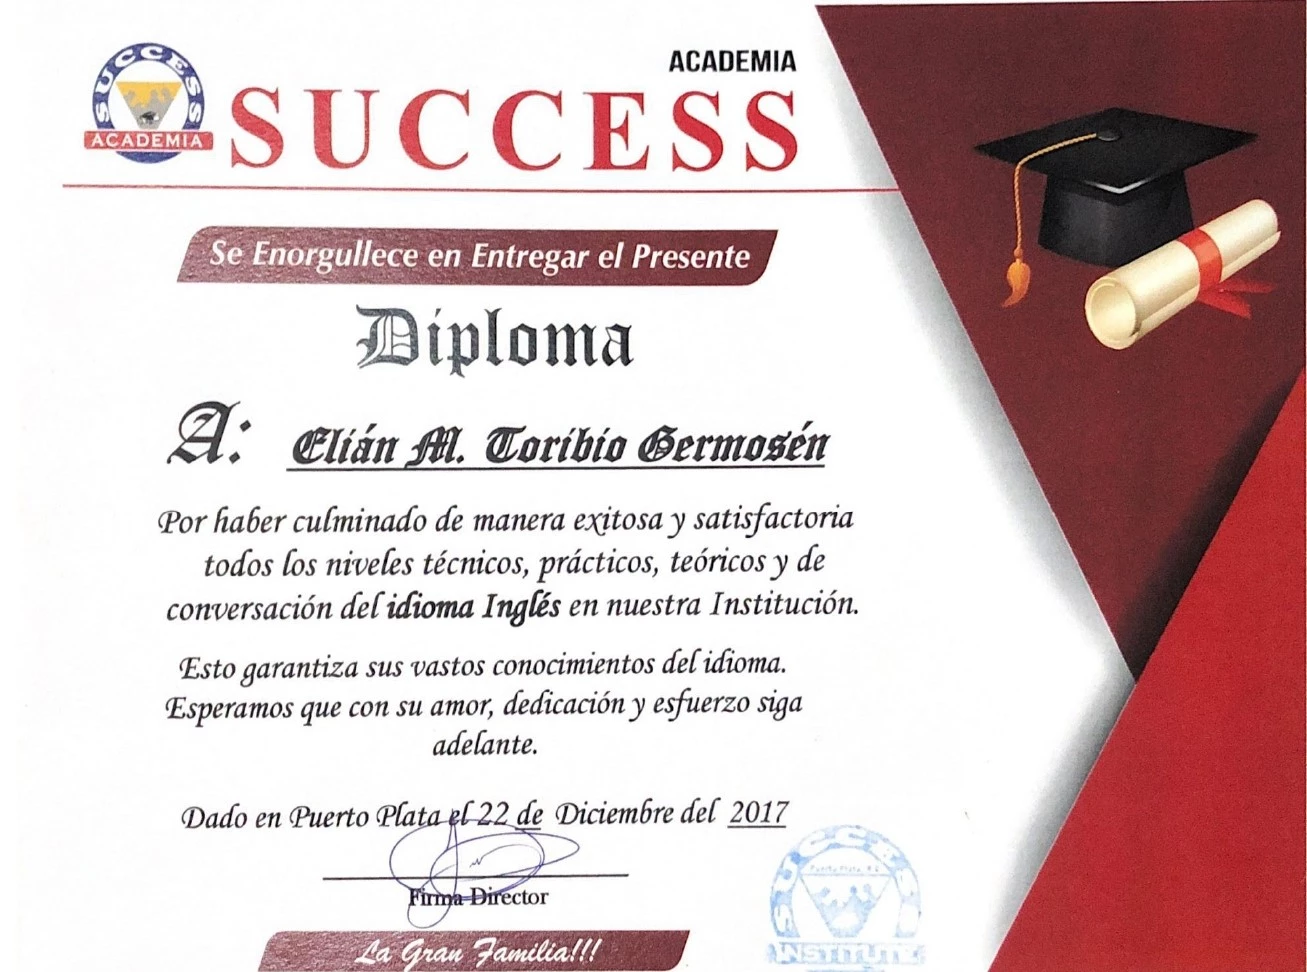 SUCCESS
ACADEMIA
ACADEMIA
SUCCESS
Se Enorgullece en Entregar el Presente
Diploma
A: Elián M. Toribio Germosén
Por haber culminado de manera exitosa y satisfactoria
todos los niveles técnicos, prácticos, teóricos y de
conversación del idioma Inglés en nuestra Institución.
Esto garantiza sus vastos conocimientos del idioma.
Esperamos que con su amor, dedicación y esfuerzo siga
adelante.
Dado en Puerto Plata el 22 de Diciembre del 2017
Firma Director
La Gran Familia!!!
SUCCESS
Puerto Plata, R.D.
INSTITUTE